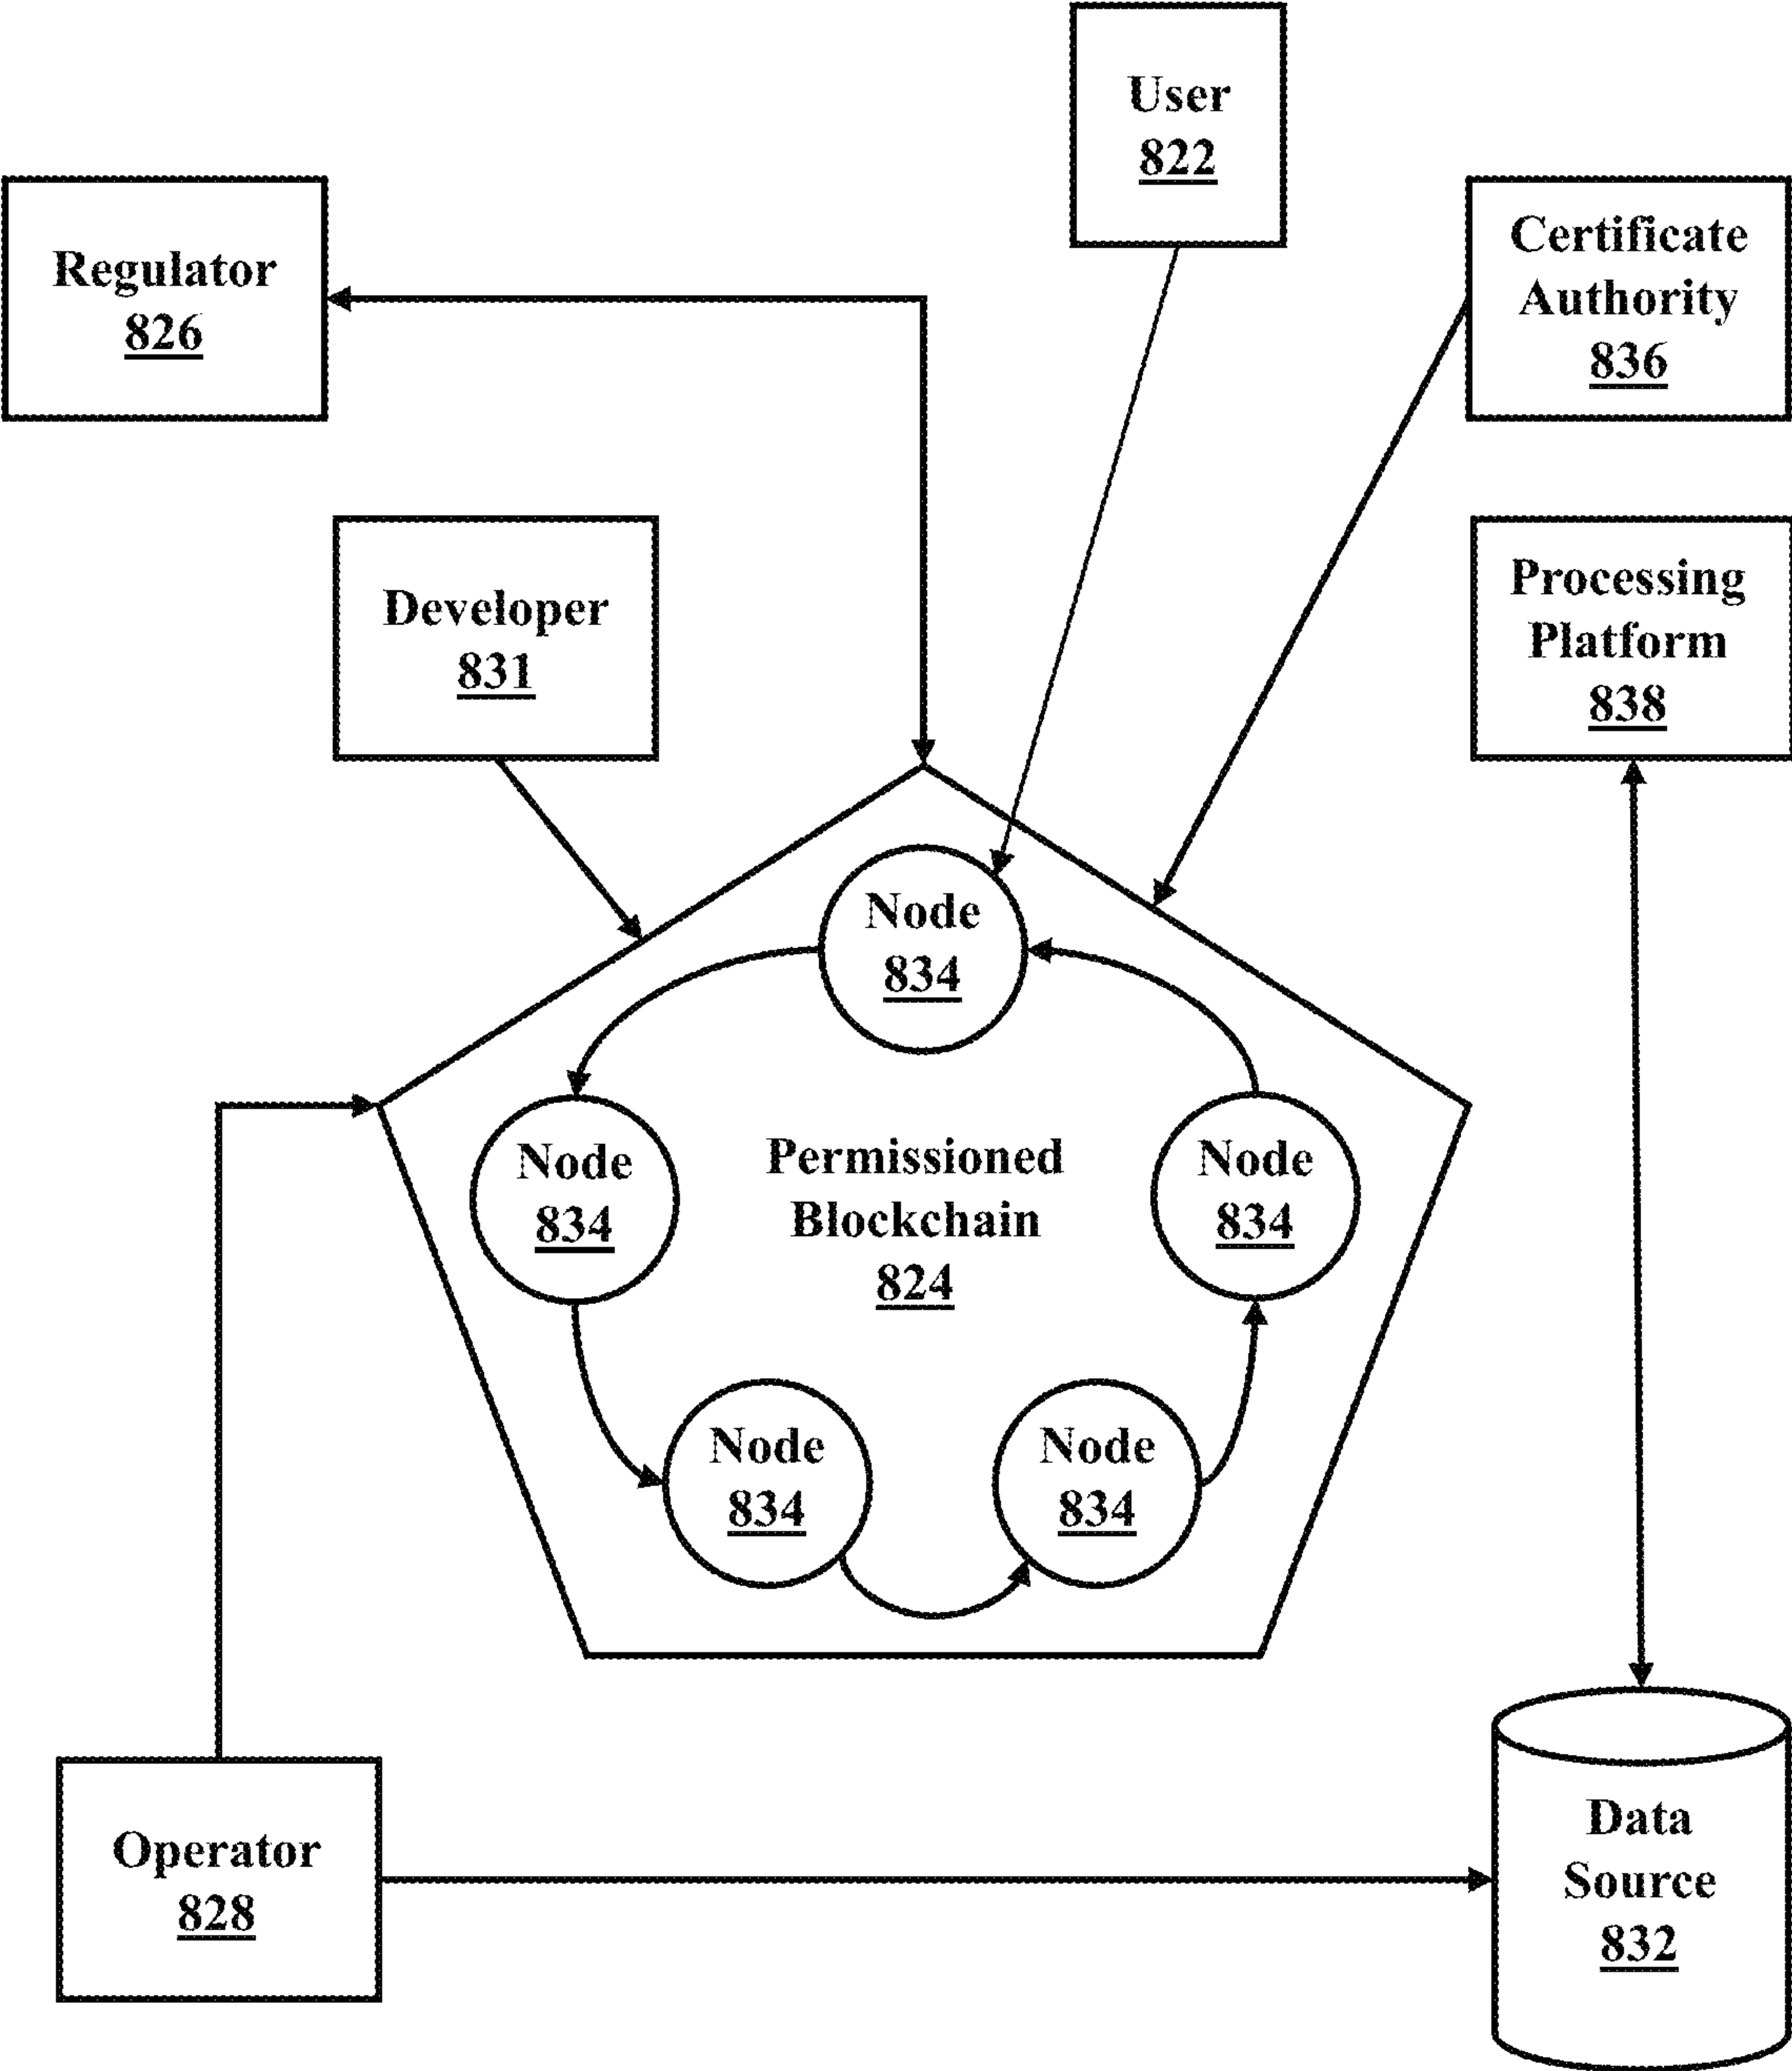 User
822
Regulator
826
Certificate
Authority
836
Developer
831
Processing
Platform
838
Node
834
Node
834
Permissioned
Blockchain
824
Node
834
Node
834
Node
834
Operator
828
Data
Source
832